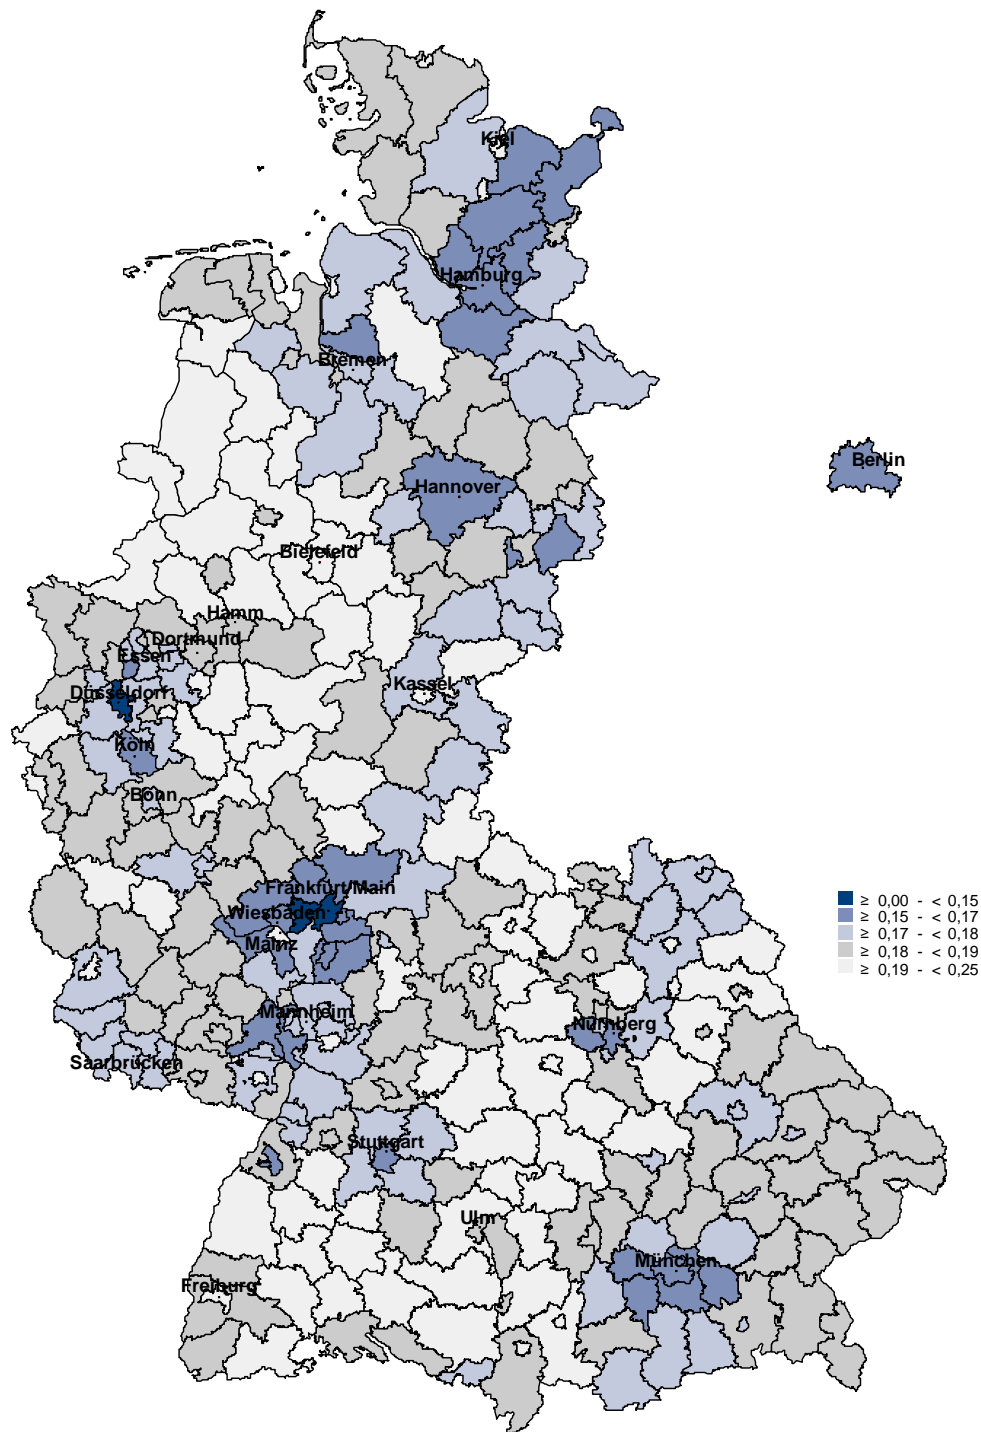 Kiel
Hamburg
Bremen
Berlin
Hannover
Bielefeld
Hamm
Dortmund
Essen
Kassel
Düsseldorf
Köln
Bonn
Frankfurt/Main
Wiesbaden
≥ 0,00 - < 0,15
≥ 0,15 - < 0,17
≥ 0,17 - < 0,18
≥ 0,18 - < 0,19
≥ 0,19 - < 0,25
Mainz
Mannheim
Nürnberg
Saarbrücken
Stuttgart
Ulm
München
Freiburg